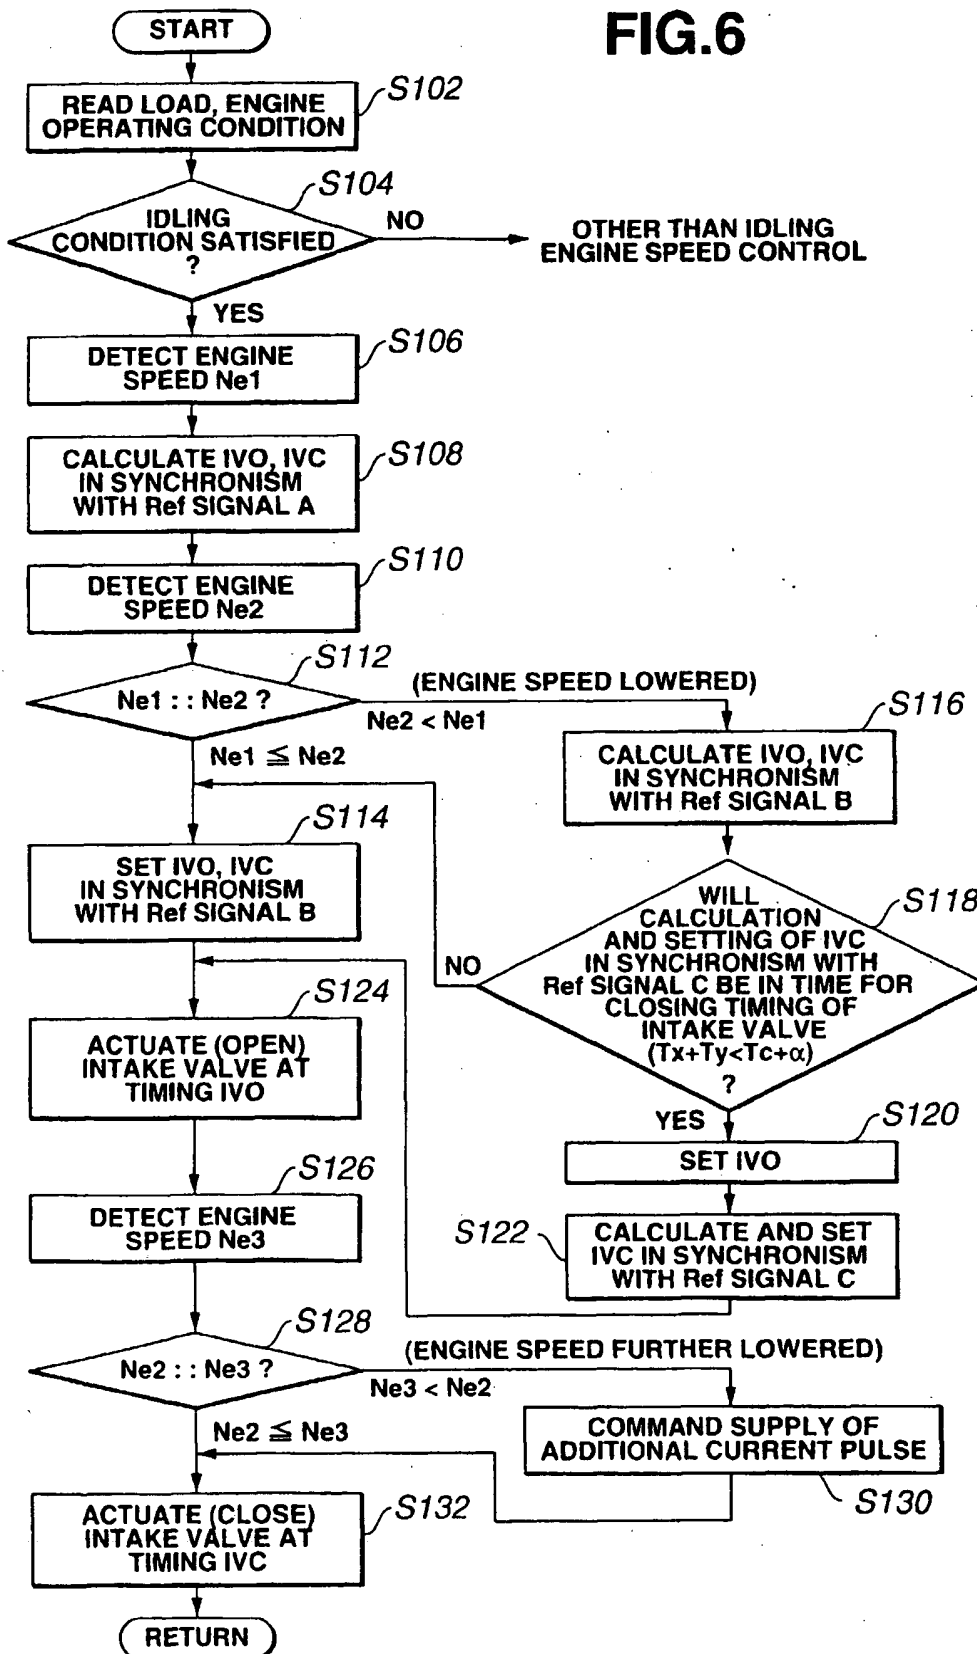 FIG.6
START
S102
READ LOAD, ENGINE
OPERATING CONDITION
S104
IDLING
CONDITION SATISFIED
?
NO
OTHER THAN IDLING
ENGINE SPEED CONTROL
YES
S106
DETECT ENGINE
SPEED Ne1
S108
CALCULATE IVO, IVC
IN SYNCHRONISM
WITH Ref SIGNAL A
S110
DETECT ENGINE
SPEED Ne2
S112
Ne1 : : Ne2 ?
(ENGINE SPEED LOWERED)
Ne2 < Ne1
Ne1 ≦ Ne2
S116
CALCULATE IVO, IVC
IN SYNCHRONISM
WITH Ref SIGNAL B
S114
SET IVO, IVC
IN SYNCHRONISM
WITH Ref SIGNAL B
S118
WILL
CALCULATION
AND SETTING OF IVC
IN SYNCHRONISM WITH
Ref SIGNAL C BE IN TIME FOR
CLOSING TIMING OF
INTAKE VALVE
(Tx+Ty<Tc+α)
?
NO
YES
S120
SET IVO
S122
CALCULATE AND SET
IVC IN SYNCHRONISM
WITH Ref SIGNAL C
S124
ACTUATE (OPEN)
INTAKE VALVE AT
TIMING IVO
S126
DETECT ENGINE
SPEED Ne3
S128
Ne2 : : Ne3 ?
(ENGINE SPEED FURTHER LOWERED)
Ne3 < Ne2
Ne2 ≦ Ne3
COMMAND SUPPLY OF
ADDITIONAL CURRENT PULSE
S130
S132
ACTUATE (CLOSE)
INTAKE VALVE AT
TIMING IVC
RETURN